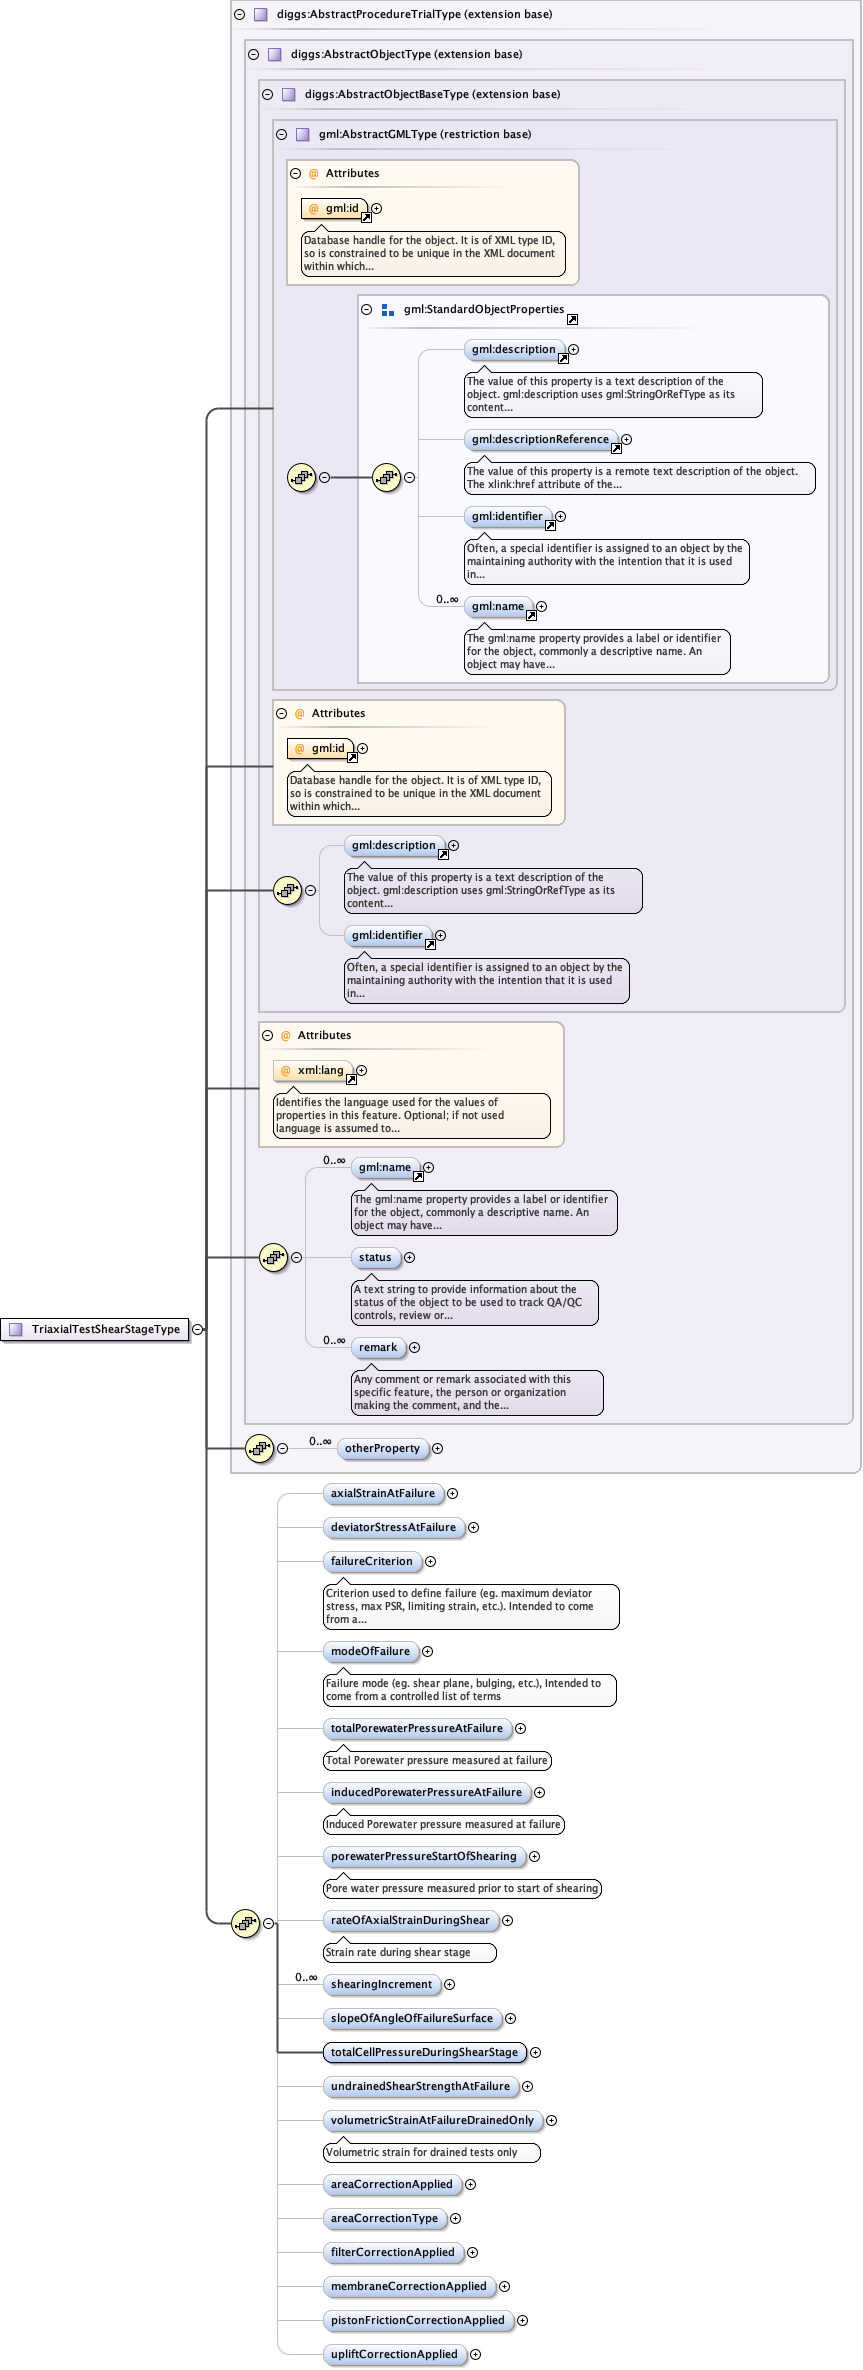 diggs:AbstractProcedureTrialType (extension base)
diggs:AbstractObjectType (extension base)
diggs:AbstractObjectBaseType (extension base)
gml:AbstractGMLType (restriction base)
@ Attributes
@ gml:id
Database handle for the object. It is of XML type ID,
so is constrained to be unique in the XML document
within which...
gml:StandardObjectProperties
gml:description
The value of this property is a text description of the
object. gml:description uses gml:StringOrRefType as its
content...
gml:descriptionReference
The value of this property is a remote text description of the object.
The xlink:href attribute of the...
gml:identifier
Often, a special identifier is assigned to an object by the
maintaining authority with the intention that it is used
in...
0..∞ gml:name
The gml:name property provides a label or identifier
for the object, commonly a descriptive name. An
object may have...
@ Attributes
@ gml:id
Database handle for the object. It is of XML type ID,
so is constrained to be unique in the XML document
within which...
gml:description
The value of this property is a text description of the
object. gml:description uses gml:StringOrRefType as its
content...
gml:identifier
Often, a special identifier is assigned to an object by the
maintaining authority with the intention that it is used
in...
@ Attributes
@ xml:lang
Identifies the language used for the values of
properties in this feature. Optional; if not used
language is assumed to...
0..∞ gml:name
The gml:name property provides a label or identifier
for the object, commonly a descriptive name. An
object may have...
status
A text string to provide information about the
status of the object to be used to track QA/QC
controls, review or...
TriaxialTestShearStageType
0..∞ remark
Any comment or remark associated with this
specific feature, the person or organization
making the comment, and the...
0..∞ otherProperty
axialStrainAtFailure
deviatorStressAtFailure
failureCriterion
Criterion used to define failure (eg. maximum deviator
stress, max PSR, limiting strain, etc.). Intended to come
from a...
modeOfFailure
Failure mode (eg. shear plane, bulging, etc.), Intended to
come from a controlled list of terms
totalPorewaterPressureAtFailure
Total Porewater pressure measured at failure
inducedPorewaterPressureAtFailure
Induced Porewater pressure measured at failure
porewaterPressureStartOfShearing
Pore water pressure measured prior to start of shearing
rateOfAxialStrainDuringShear
Strain rate during shear stage
0..∞ shearingIncrement
slopeOfAngleOfFailureSurface
totalCellPressureDuringShearStage
undrainedShearStrengthAtFailure
volumetricStrainAtFailureDrainedOnly
Volumetric strain for drained tests only
areaCorrectionApplied
areaCorrectionType
filterCorrectionApplied
membraneCorrectionApplied
pistonFrictionCorrectionApplied
upliftCorrectionApplied